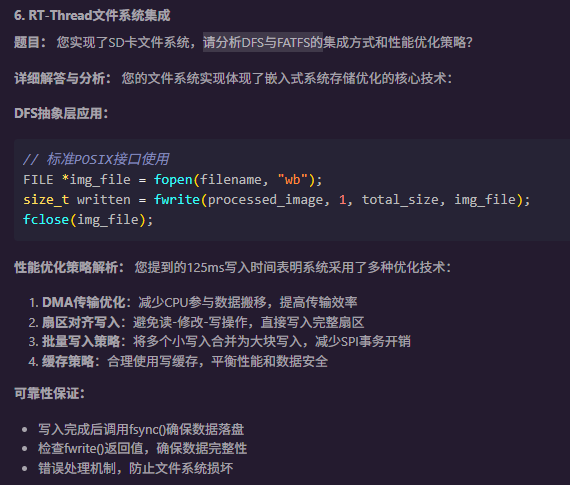 6. RT-Thread文件系统集成
题目： 您实现了SD卡文件系统，请分析DFS与FATFS的集成方式和性能优化策略？
详细解答与分析： 您的文件系统实现体现了嵌入式系统存储优化的核心技术：
DFS抽象层应用：
// 标准POSIX接口使用
FILE *img_file = fopen(filename, "wb");
size_t written = fwrite(processed_image, 1, total_size, img_file);
fclose(img_file);
性能优化策略解析： 您提到的125ms写入时间表明系统采用了多种优化技术：
1. DMA传输优化：减少CPU参与数据搬移，提高传输效率
2. 扇区对齐写入：避免读-修改-写操作，直接写入完整扇区
3. 批量写入策略：将多个小写入合并为大块写入，减少SPI事务开销
4. 缓存策略：合理使用写缓存，平衡性能和数据安全
可靠性保证：
• 写入完成后调用fsync()确保数据落盘
• 检查fwrite()返回值，确保数据完整性
• 错误处理机制，防止文件系统损坏